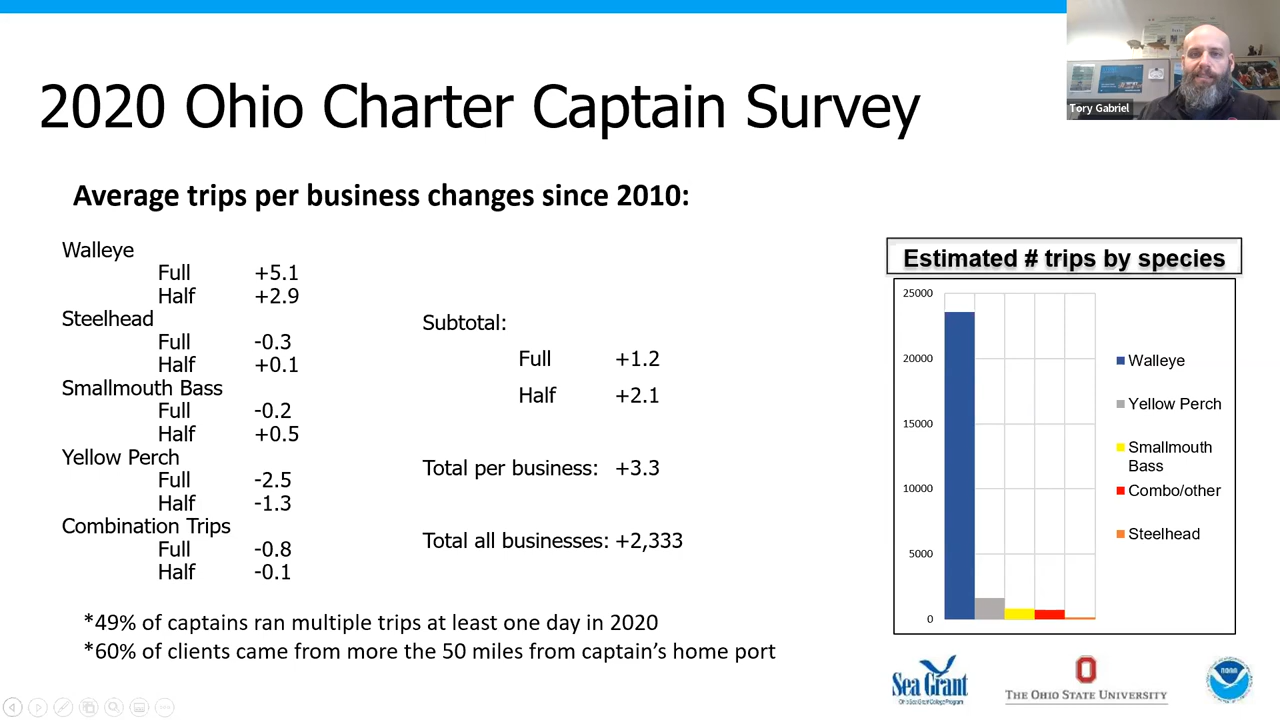 2020 Ohio Charter Captain Survey
Tory Gabriel
Average trips per business changes since 2010:
Walleye
Full +5.1
Half +2.9
Steelhead
Full -0.3
Half +0.1
Smallmouth Bass
Full -0.2
Half +0.5
Yellow Perch
Full -2.5
Half -1.3
Combination Trips
Full -0.8
Half -0.1
Subtotal:
Full +1.2
Half +2.1
Total per business: +3.3
Total all businesses: +2,333
*49% of captains ran multiple trips at least one day in 2020
*60% of clients came from more the 50 miles from captain's home port
Estimated # trips by species
25000
20000
15000
10000
5000
0
Walleye
Yellow Perch
Smallmouth
Bass
Combo/other
Steelhead
Sea Grant
Ohio Sea Grant College Program
THE OHIO STATE UNIVERSITY
noaa